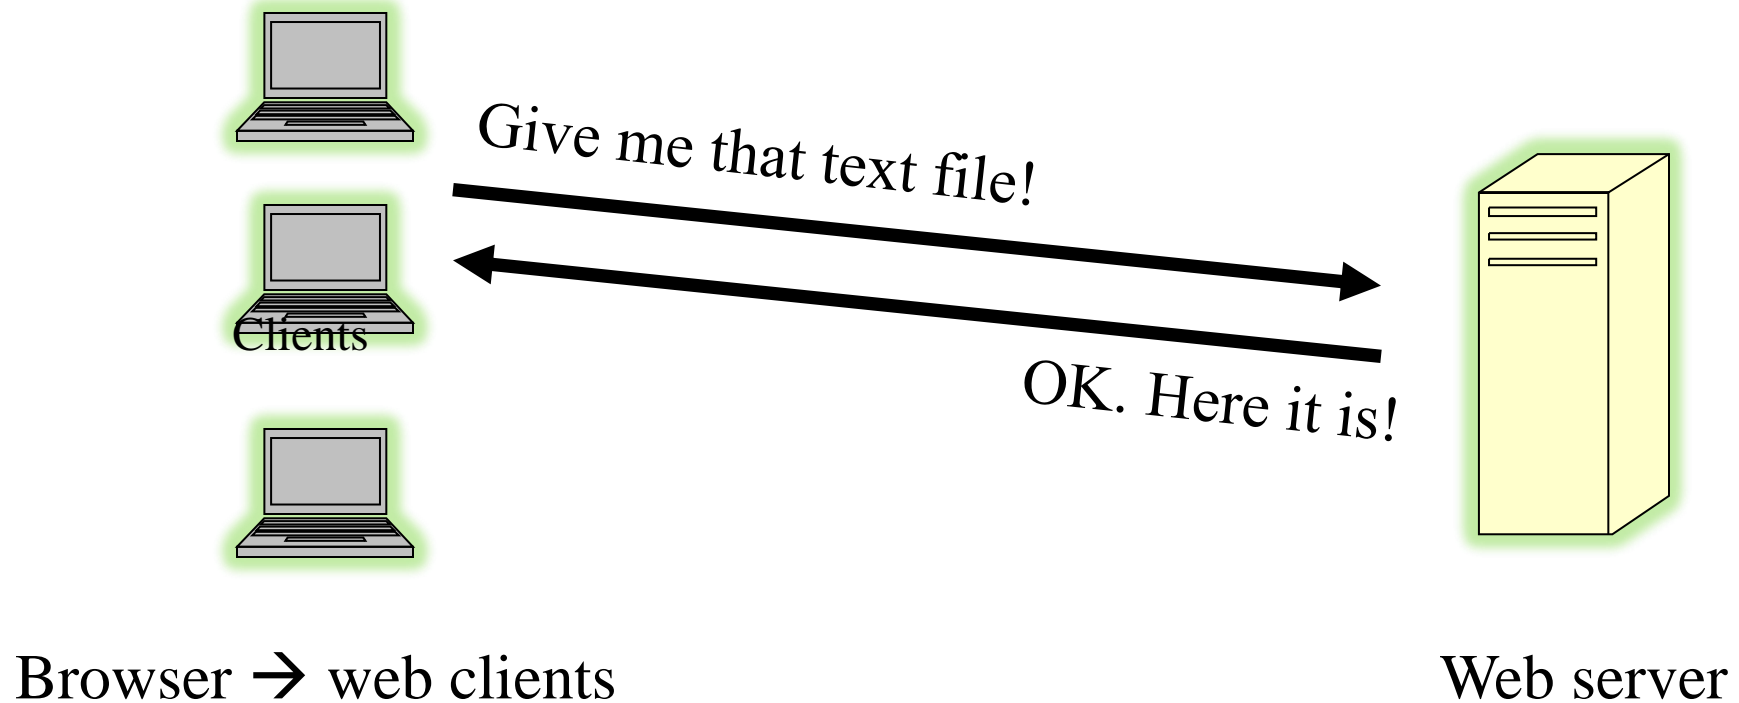 Give me that text file!
Clients
OK. Here it is!
Browser → web clients
Web server